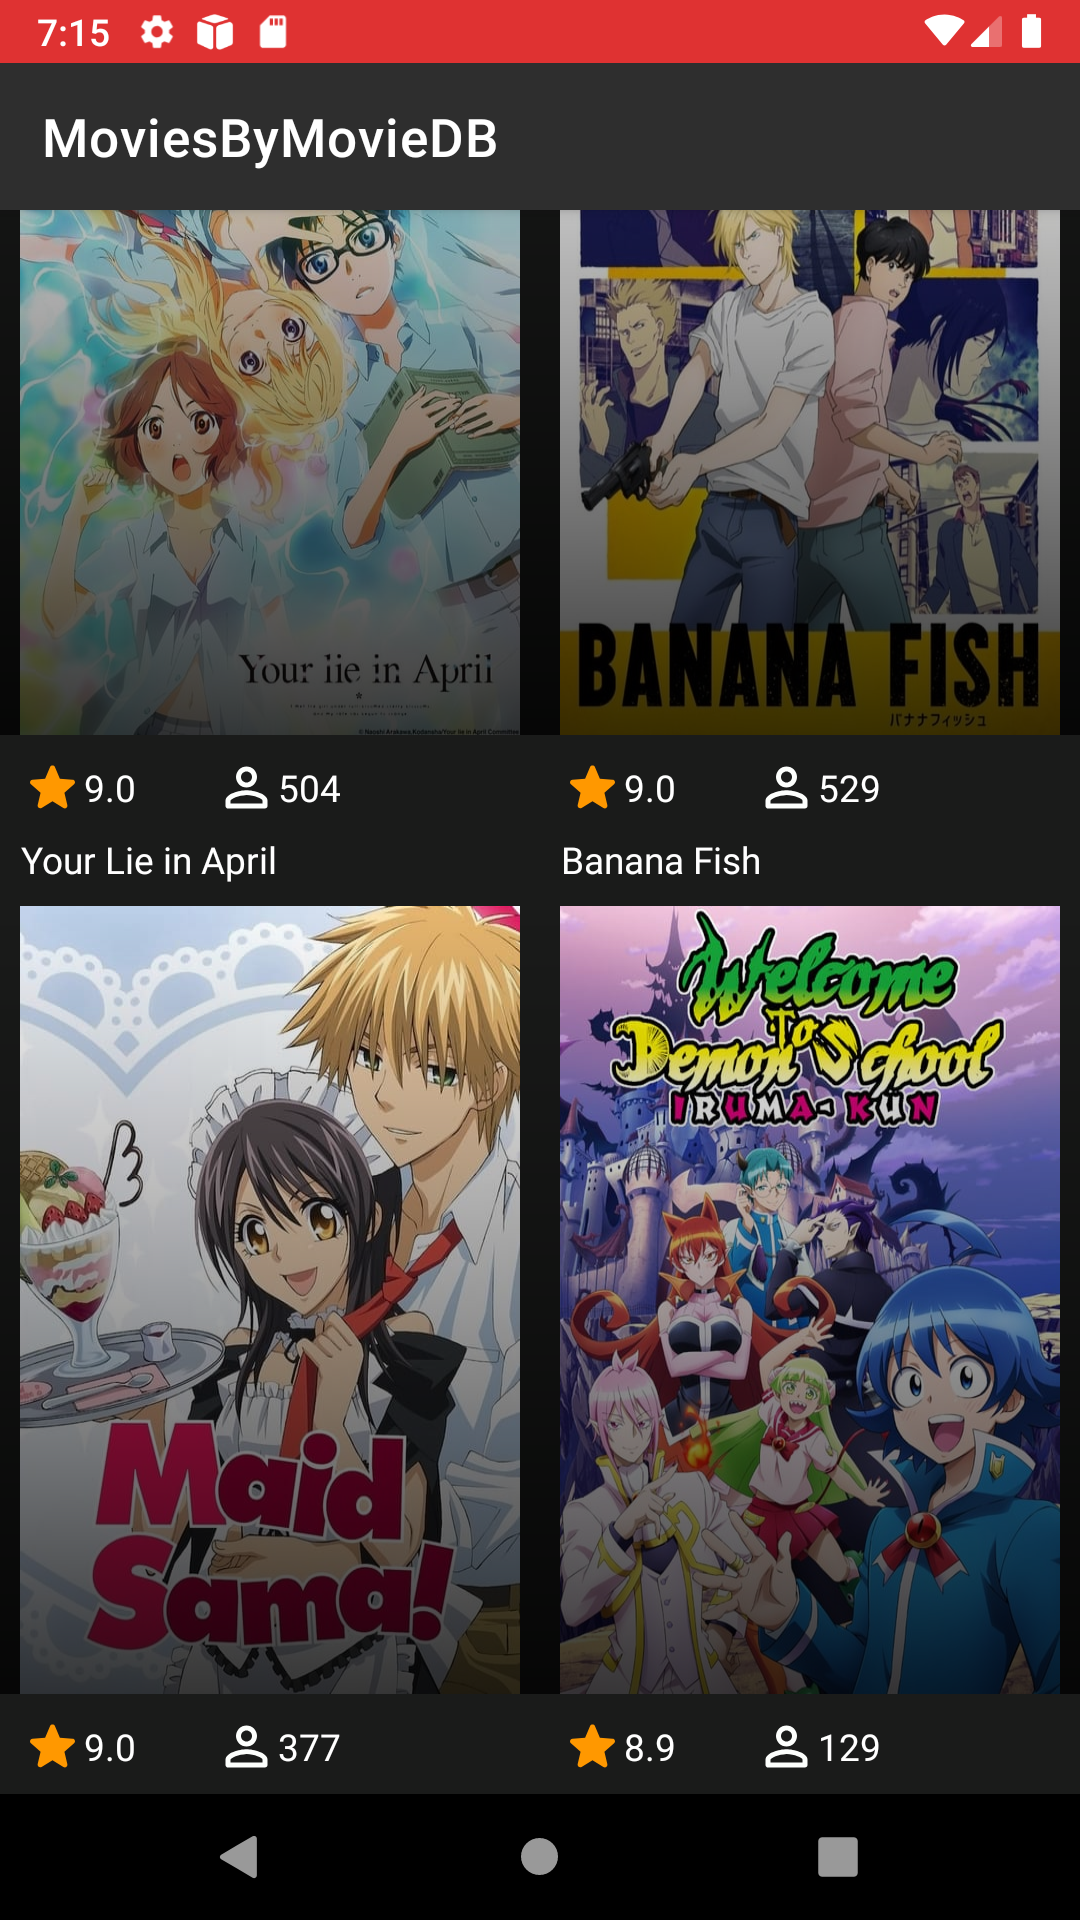 7:15
MoviesByMovieDB
Your lie in April
BANANA FISH
バナナフィッシュ
9.0
504
9.0
529
Your Lie in April
Banana Fish
Maid
Sama!
Welcome
To
Demon School
IRUMA-KUN
9.0
377
8.9
129